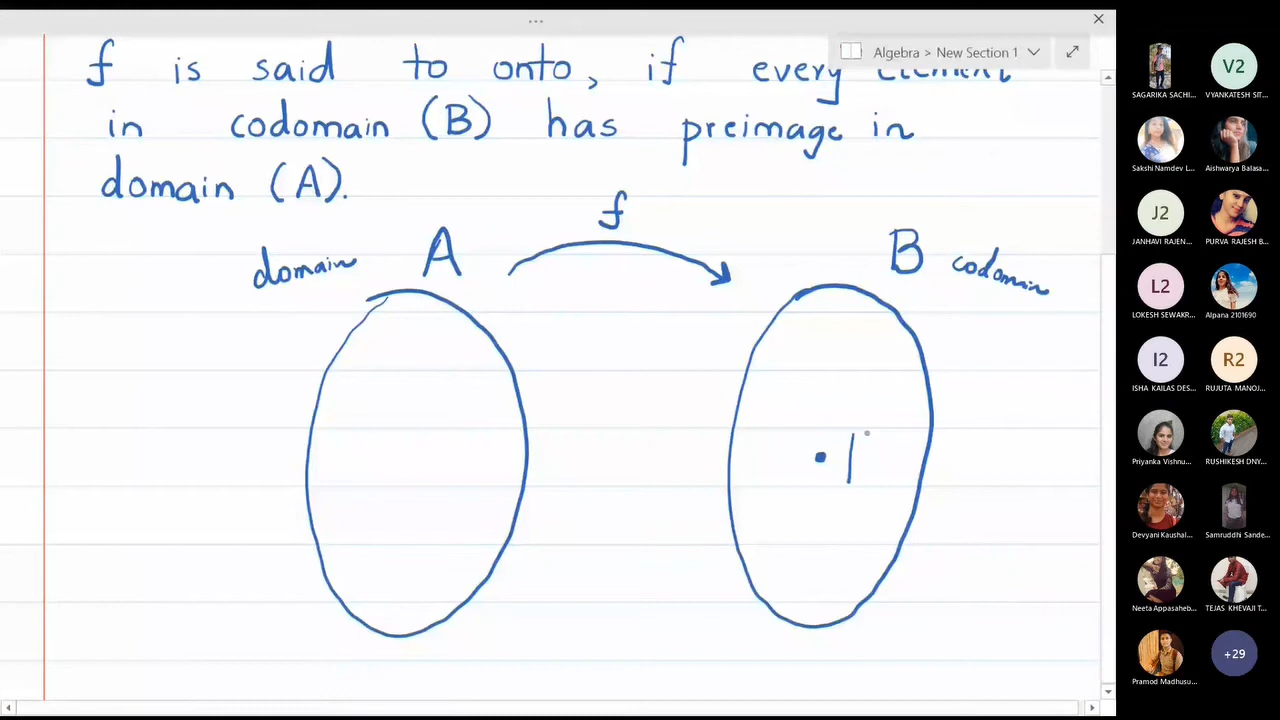 f is said to onto, if every element
in codomain (B) has preimage in
domain (A).
f
domain A
B codomain
Algebra > New Section 1
SAGARIKA SACHI...
VYANKATESH SIT...
V2
Sakshi Namdev L...
Aishwarya Balasa...
J2
JANHAVI RAJEN...
PURVA RAJESH B...
L2
LOKESH SEWAKR...
Alpana 2101690
I2
ISHA KAILAS DES...
R2
RUJUTA MANOJ...
Priyanka Vishnu...
RUSHIKESH DNY...
Devyani Kaushal...
Samruddhi Sande...
Neeta Appasaheb...
TEJAS KHEVAJI T...
Pramod Madhusu...
+29